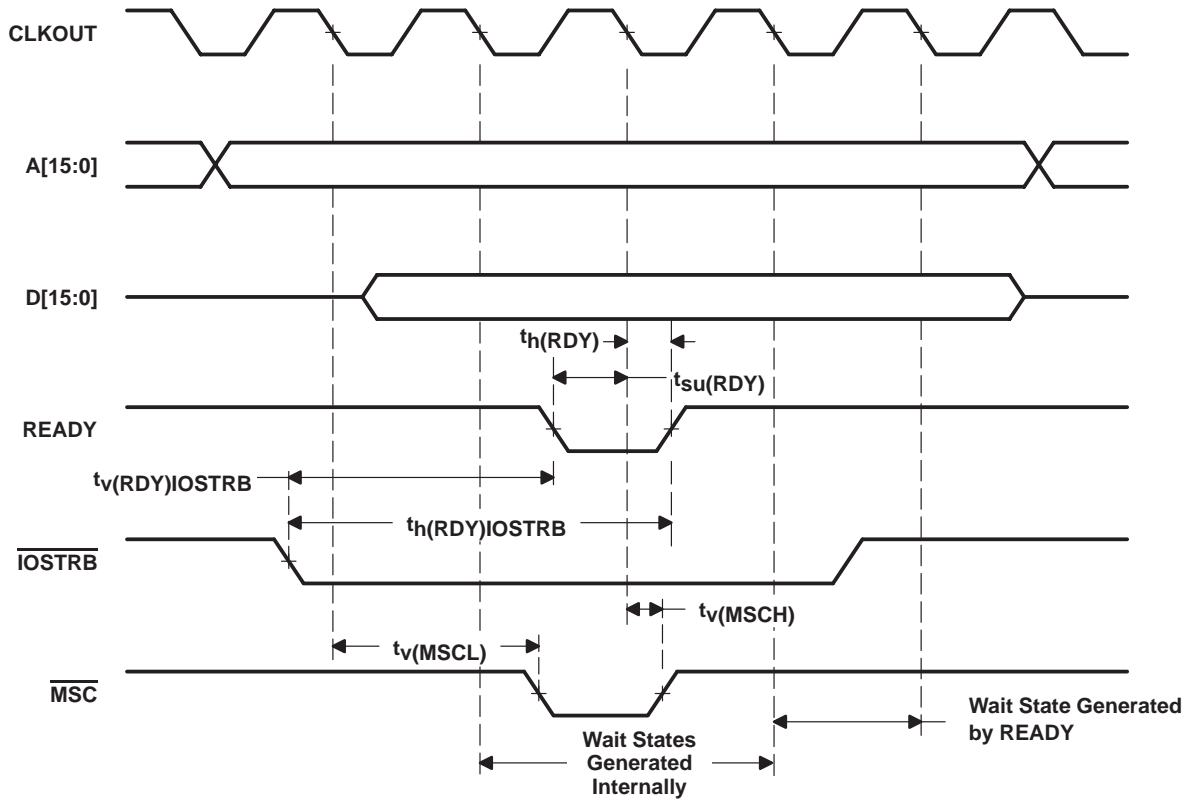 CLKOUT
A[15:0]
D[15:0]
th(RDY)
tsu(RDY)
READY
tv(RDY)IOSTRB
th(RDY)IOSTRB
IOSTRB
tv(MSCH)
tv(MSCL)
MSC
Wait State Generated
by READY
Wait States
Generated
Internally